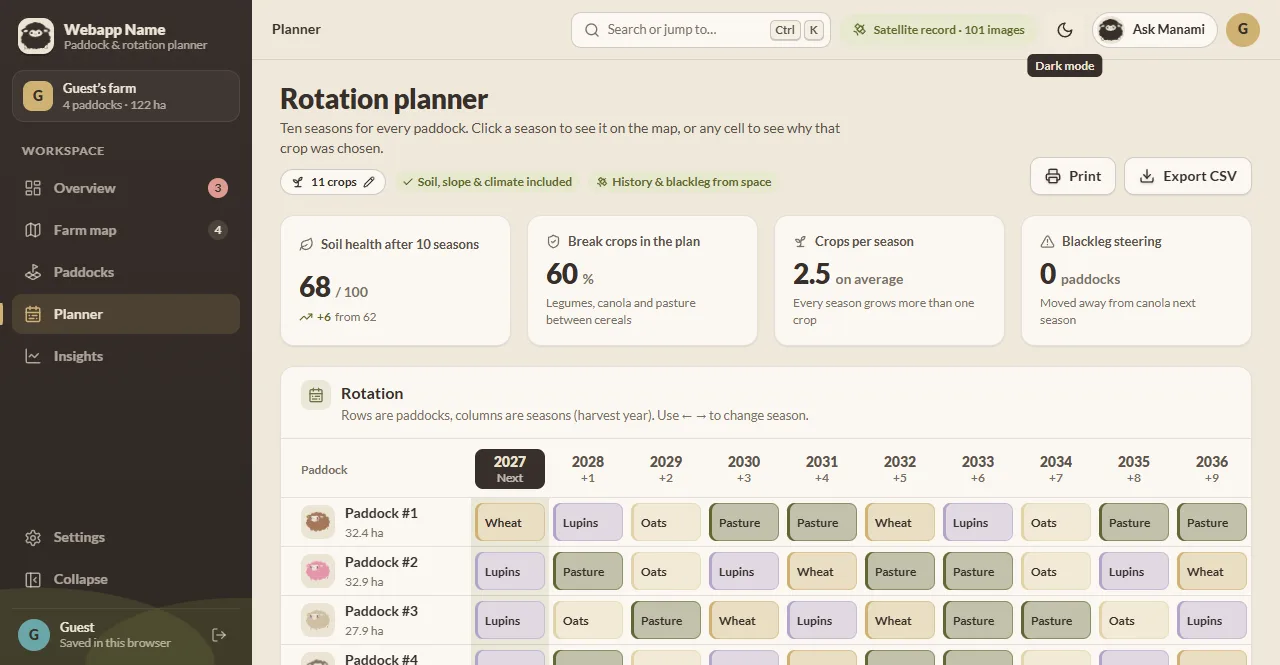 Webapp Name
Paddock & rotation planner
G
Guest's farm
4 paddocks · 122 ha
WORKSPACE
Overview 3
Farm map 4
Paddocks
Planner
Insights
Settings
Collapse
G
Guest
Saved in this browser
Planner
Search or jump to... Ctrl K
Satellite record · 101 images
Ask Manami
G
Dark mode
Rotation planner
Ten seasons for every paddock. Click a season to see it on the map, or any cell to see why that
crop was chosen.
11 crops
Soil, slope & climate included
History & blackleg from space
Print
Export CSV
Soil health after 10 seasons
68 / 100
+6 from 62
Break crops in the plan
60 %
Legumes, canola and pasture
between cereals
Crops per season
2.5 on average
Every season grows more than one
crop
Blackleg steering
0 paddocks
Moved away from canola next
season
Rotation
Rows are paddocks, columns are seasons (harvest year). Use ← → to change season.
Paddock
2027 2028 2029 2030 2031 2032 2033 2034 2035 2036
Next +1 +2 +3 +4 +5 +6 +7 +8 +9
Paddock #1
32.4 ha
Wheat Lupins Oats Pasture Pasture Wheat Lupins Oats Pasture Pasture
Paddock #2
32.9 ha
Lupins Pasture Oats Lupins Wheat Pasture Pasture Oats Lupins Wheat
Paddock #3
27.9 ha
Lupins Oats Pasture Wheat Lupins Wheat Pasture Pasture Oats Lupins
Paddock #4